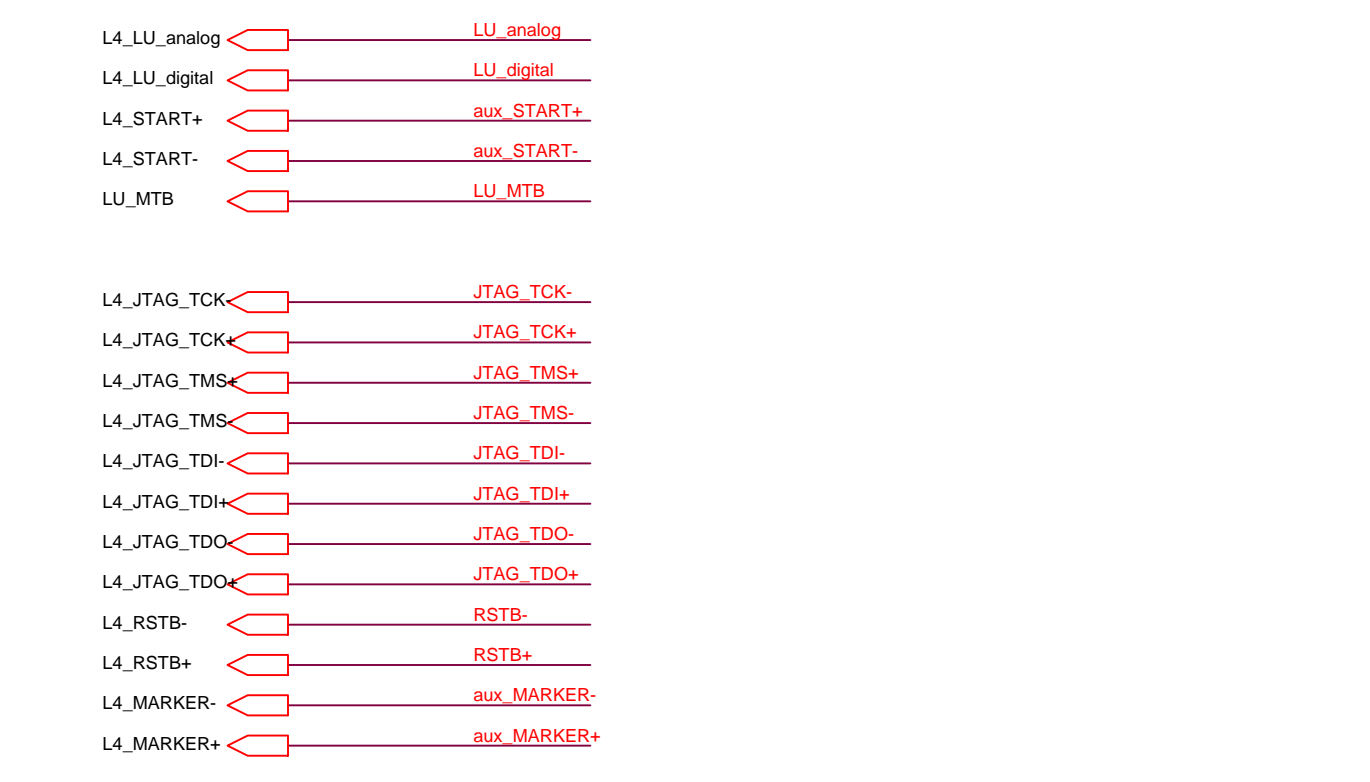 L4_LU_analog LU_analog
L4_LU_digital LU_digital
L4_START+ aux_START+
L4_START- aux_START-
LU_MTB LU_MTB
L4_JTAG_TCK- JTAG_TCK-
L4_JTAG_TCK+ JTAG_TCK+
L4_JTAG_TMS+ JTAG_TMS+
L4_JTAG_TMS- JTAG_TMS-
L4_JTAG_TDI- JTAG_TDI-
L4_JTAG_TDI+ JTAG_TDI+
L4_JTAG_TDO- JTAG_TDO-
L4_JTAG_TDO+ JTAG_TDO+
L4_RSTB- RSTB-
L4_RSTB+ RSTB+
L4_MARKER- aux_MARKER-
L4_MARKER+ aux_MARKER+